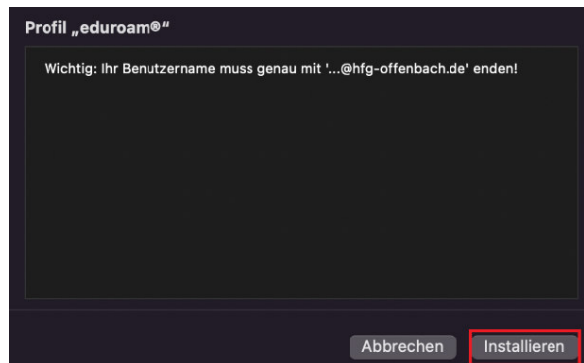 Profil „eduroam®“
Wichtig: Ihr Benutzername muss genau mit '...@hfg-offenbach.de' enden!
Abbrechen
Installieren